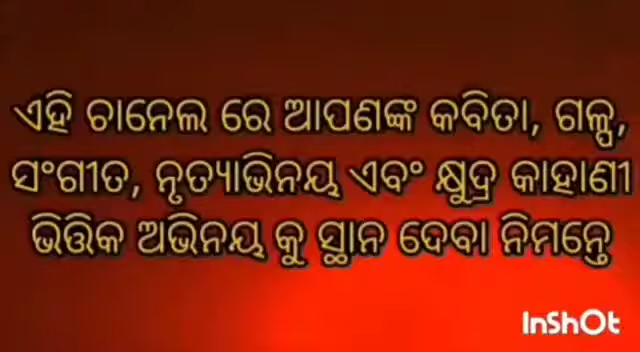 ଏହି ଚାନେଲ ରେ ଆପଣଙ୍କ କବିତା, ଗଳ୍ପ,
ସଂଗୀତ, ନୃତ୍ୟାଭିନୟ ଏବଂ କ୍ଷୁଦ୍ର କାହାଣୀ
ଭିତ୍ତିକ ଅଭିନୟ କୁ ସ୍ଥାନ ଦେବା ନିମନ୍ତେ
InShOt